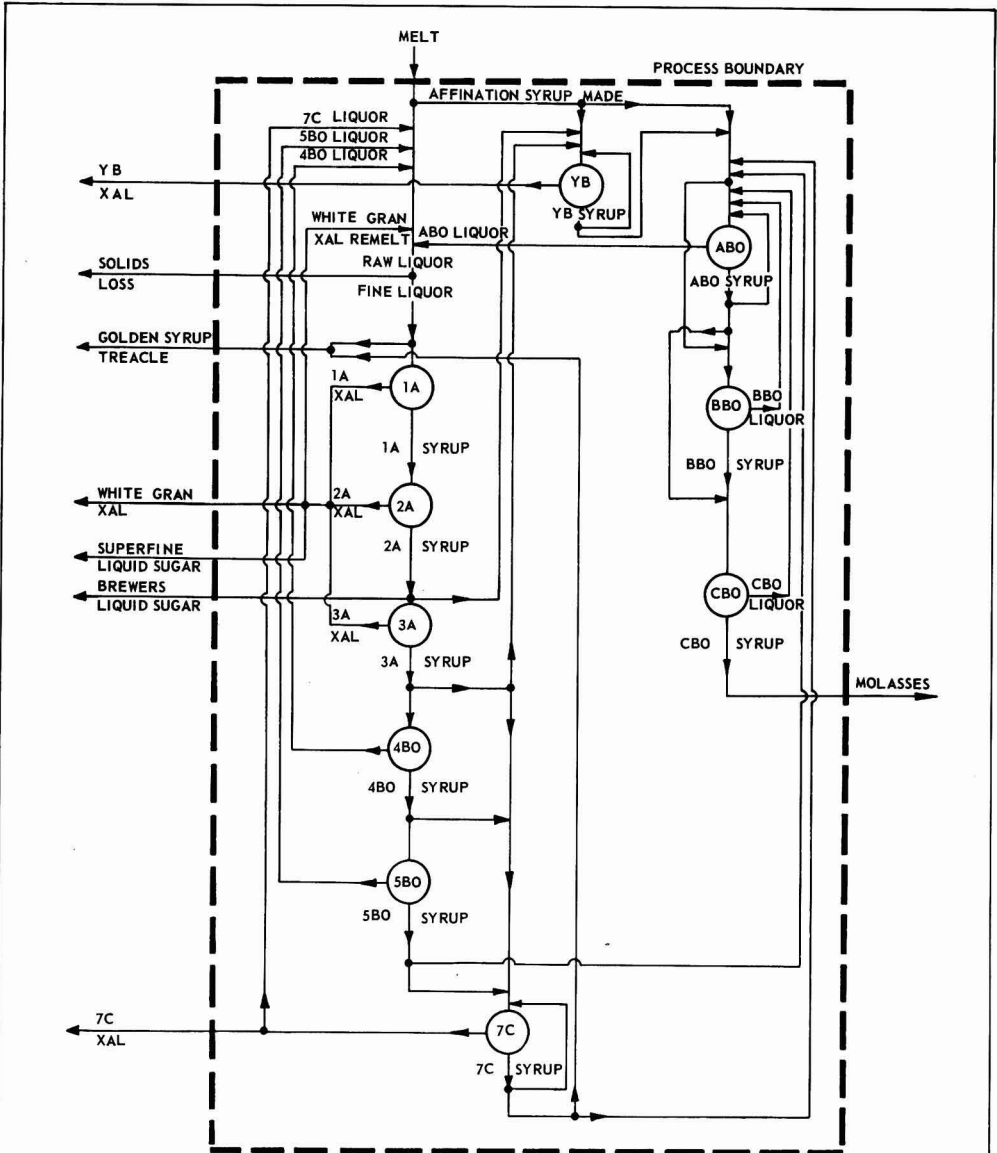 MELT
PROCESS BOUNDARY
AFFINATION SYRUP MADE
7C LIQUOR
5BO LIQUOR
4BO LIQUOR
YB
XAL
YB
YB SYRUP
WHITE GRAN
XAL REMELT
ABO LIQUOR
ABO
RAW LIQUOR
ABO SYRUP
SOLIDS
LOSS
FINE LIQUOR
GOLDEN SYRUP
TREACLE
1A
XAL
1A
BBO
BBO
LIQUOR
1A SYRUP
BBO SYRUP
WHITE GRAN
XAL
2A
XAL
2A
2A SYRUP
SUPERFINE
LIQUID SUGAR
BREWERS
LIQUID SUGAR
CBO
CBO
LIQUOR
3A
XAL
3A
3A SYRUP
CBO SYRUP
MOLASSES
4BO
4BO SYRUP
5BO
5BO SYRUP
7C
XAL
7C
7C SYRUP